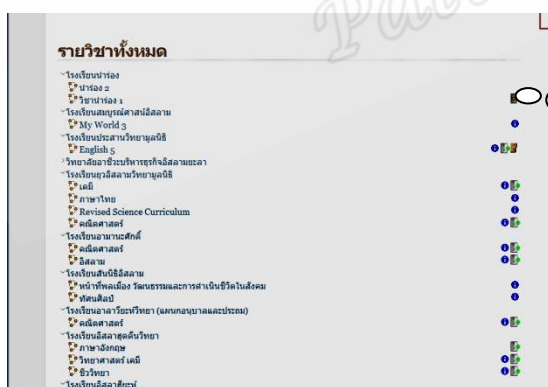 รายวิชาทั้งหมด
โรงเรียนนำร่อง
นำร่อง 2
วิชานำร่อง 1
โรงเรียนสมบูรณ์ศาสน์อิสลาม
My World 3
โรงเรียนประสานวิทยามูลนิธิ
English 5
วิทยาลัยอาชีวะบริหารธุรกิจอิสลามยะลา
โรงเรียนยุวอิสลามวิทยามูลนิธิ
เคมี
ภาษาไทย
Revised Science Curriculum
คณิตศาสตร์
โรงเรียนอามานะศักดิ์
คณิตศาสตร์
อิสลาม
โรงเรียนสันนิธิอิสลาม
หน้าที่พลเมือง วัฒนธรรมและการดำเนินชีวิตในสังคม
ทัศนศิลป์
โรงเรียนอาลาวียะห์วิทยา (แผนกอนุบาลและประถม)
คณิตศาสตร์
โรงเรียนอิสลาฮุดดีนวิทยา
ภาษาอังกฤษ
วิทยาศาสตร์ เคมี
ชีววิทยา
โรงเรียนอิสลาฮียะห์